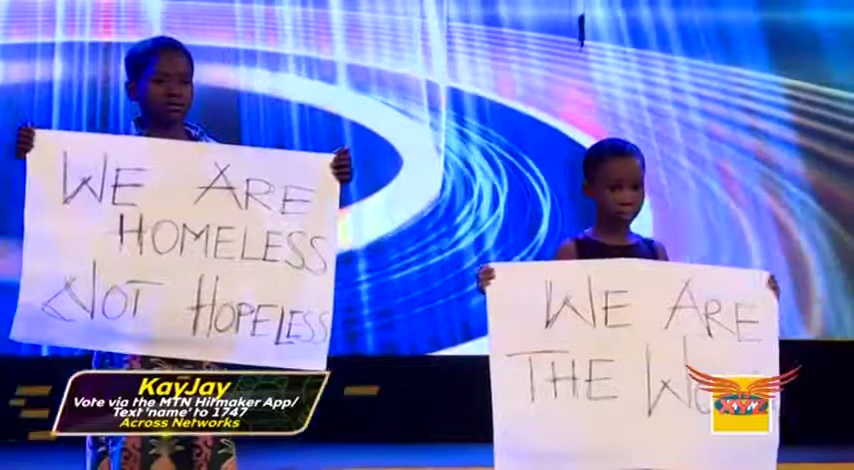 WE ARE
HOMELESS
NOT HOPELESS
WE ARE
THE
KayJay
Vote via the MTN Hitmaker App/
Text 'name' to 1747
Across Networks
XYZ